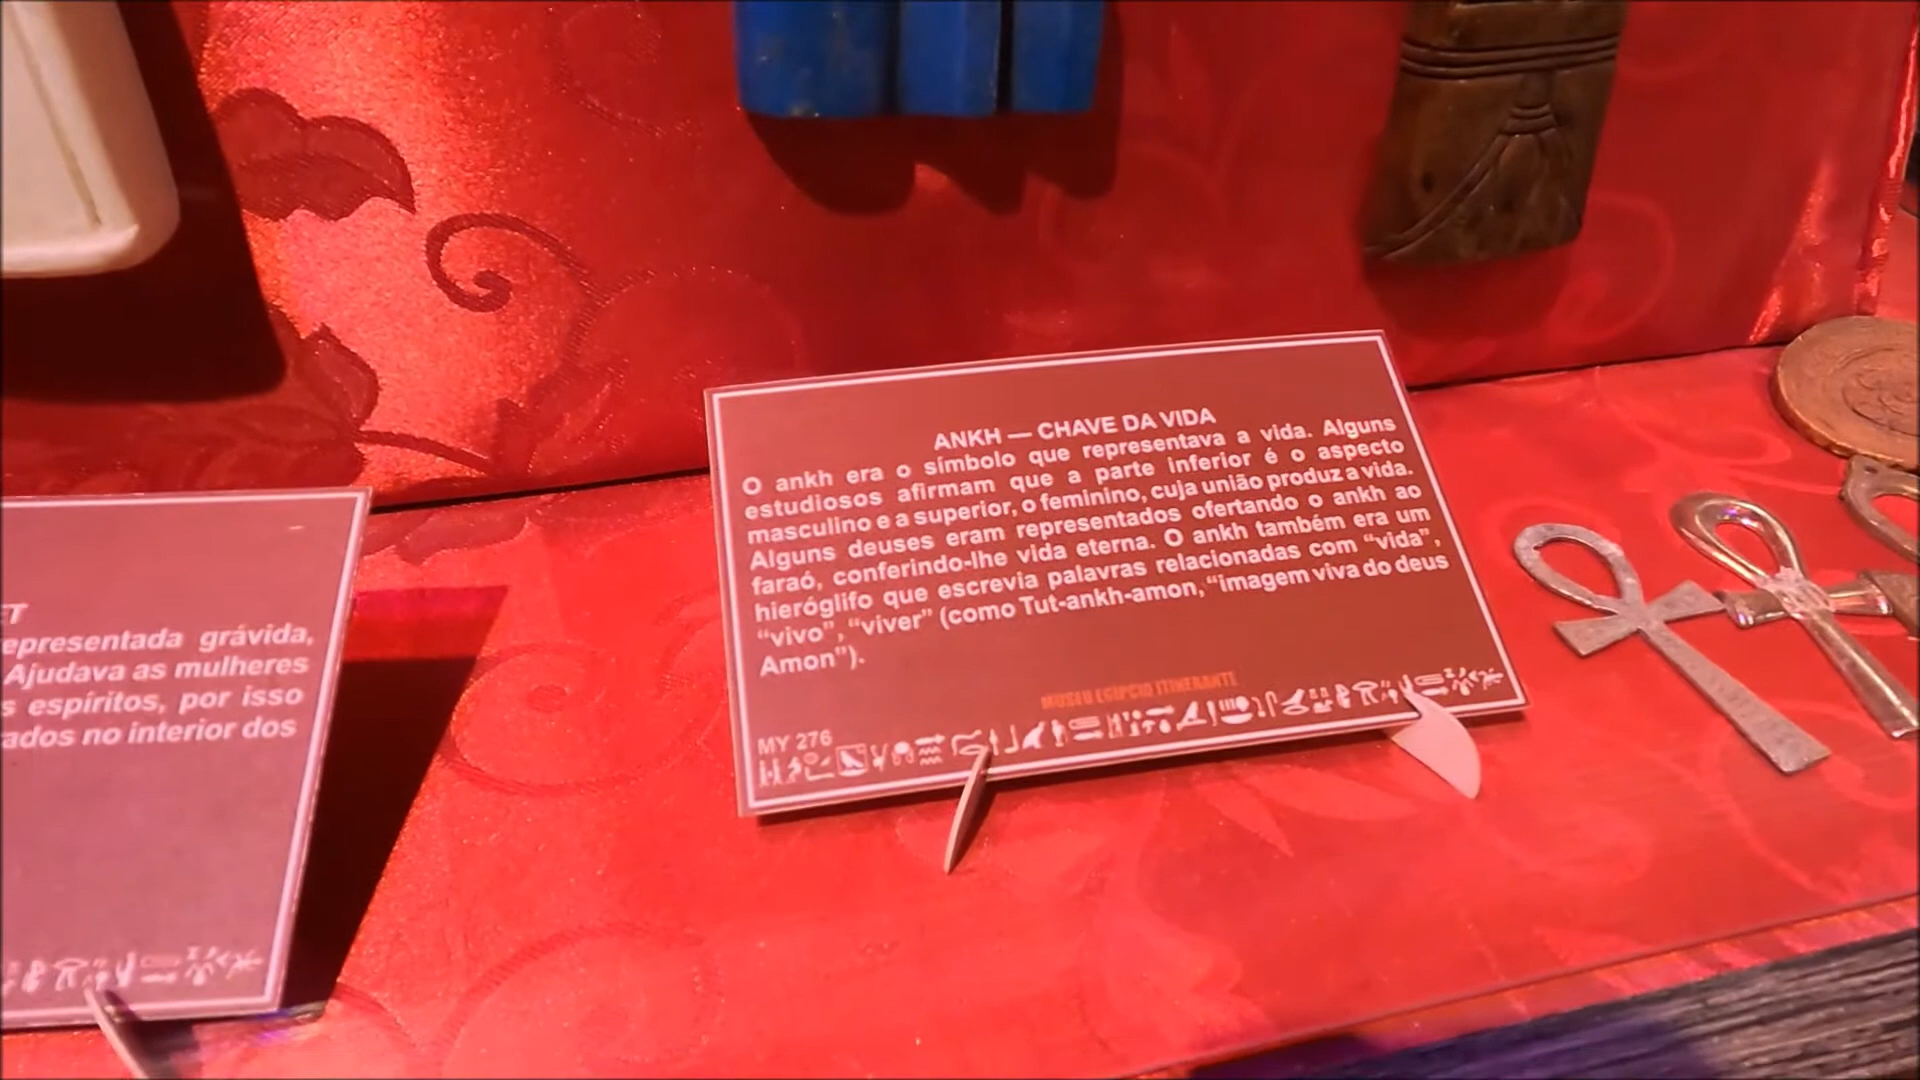 ANKH — CHAVE DA VIDA
O ankh era o símbolo que representava a vida. Alguns
estudiosos afirmam que a parte inferior é o aspecto
masculino e a superior, o feminino, cuja união produz a vida.
Alguns deuses eram representados ofertando o ankh ao
faraó, conferindo-lhe vida eterna. O ankh também era um
hieróglifo que escrevia palavras relacionadas com “vida”,
“vivo”, “viver” (como Tut-ankh-amon, “imagem viva do deus
Amon”).
MUSEU EGÍPCIO ITINERANTE
MY 276
ET
epresentada grávida,
Ajudava as mulheres
s espíritos, por isso
ados no interior dos